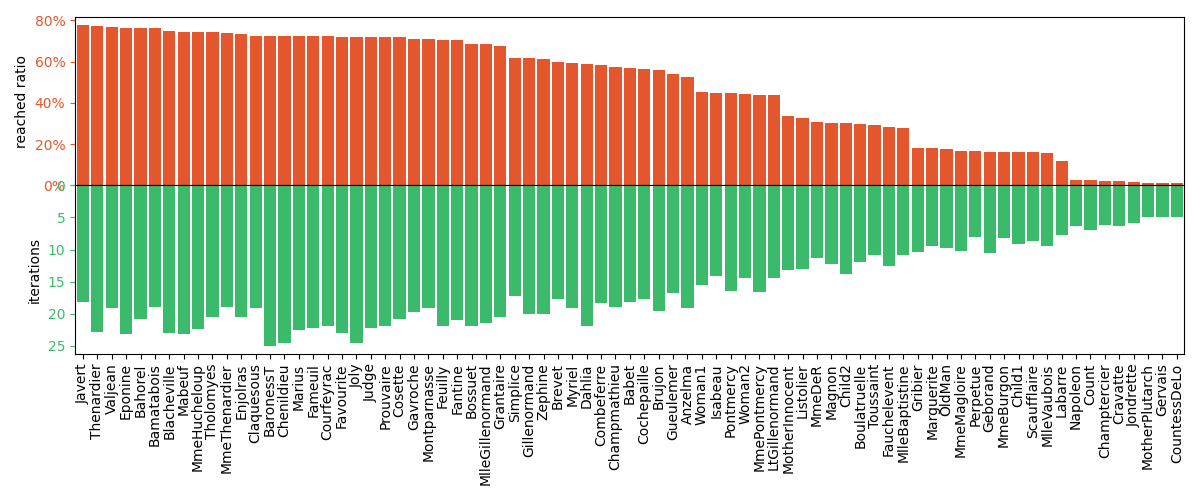 80%
60%
40%
20%
0%
reached ratio
0
5
10
15
20
25
iterations
Javert
Thenardier
Valjean
Eponine
Bahorel
Bamatabois
Blacheville
Mabeuf
MmeHucheloup
Tholomyes
MmeThenardier
Enjolras
Claquesous
BaronessT
Chenildieu
Marius
Fameuil
Courfeyrac
Favourite
Joly
Judge
Prouvaire
Cosette
Gavroche
Montparnasse
Feuilly
Fantine
Bossuet
MlleGillenormand
Grantaire
Simplice
Gillenormand
Zephine
Brevet
Myriel
Dahlia
Combeferre
Champmathieu
Babet
Cochepaille
Brujon
Gueulemer
Anzelma
Woman1
Isabeau
Pontmercy
Woman2
MmePontmercy
LtGillenormand
MotherInnocent
Listolier
MmeDeR
Magnon
Child2
Boulatruelle
Toussaint
Fauchelevent
MlleBaptistine
Gribier
Marguerite
OldMan
MmeMagloire
Perpetue
Geborand
MmeBurgon
Child1
Scaufflaire
MlleVaubois
Labarre
Napoleon
Count
Champtercier
Cravatte
Jondrette
MotherPlutarch
Gervais
CountessDeLo